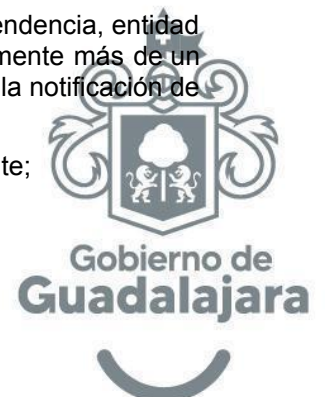 endencia, entidad
mente más de un
la notificación de
te;
Gobierno de
Guadalajara